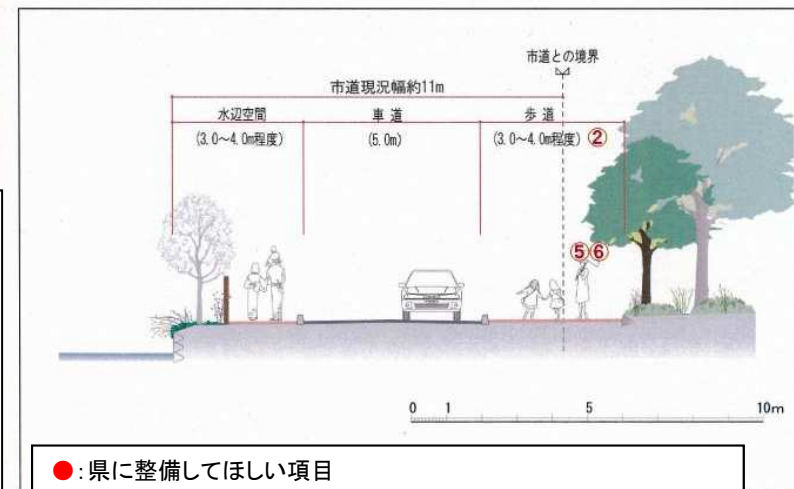 市道との境界
市道現況幅約11m
水辺空間 車道 歩道
(3.0~4.0m程度) (5.0m) (3.0~4.0m程度) ②
⑤⑥
0 1 5 10m
●:県に整備してほしい項目